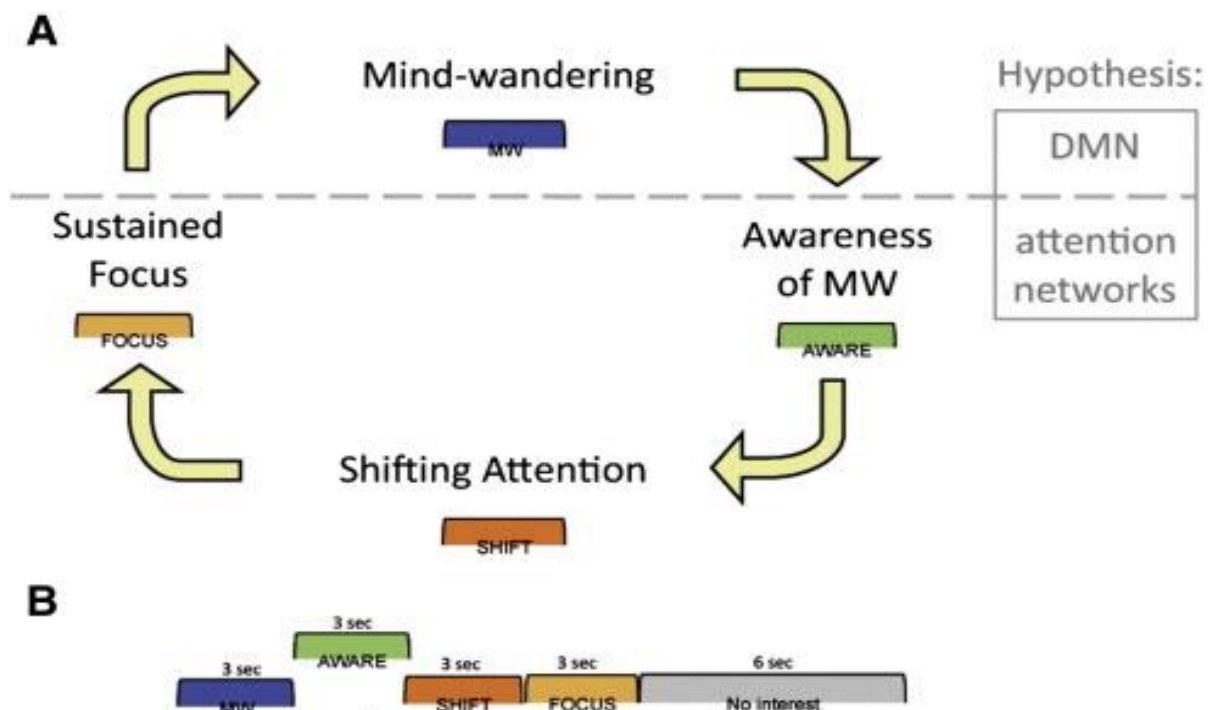 A
Mind-wandering
MW
Hypothesis:
DMN
attention
networks
Sustained
Focus
FOCUS
Awareness
of MW
AWARE
Shifting Attention
SHIFT
B
3 sec
AWARE
3 sec
MW
3 sec
SHIFT
3 sec
FOCUS
6 sec
No interest